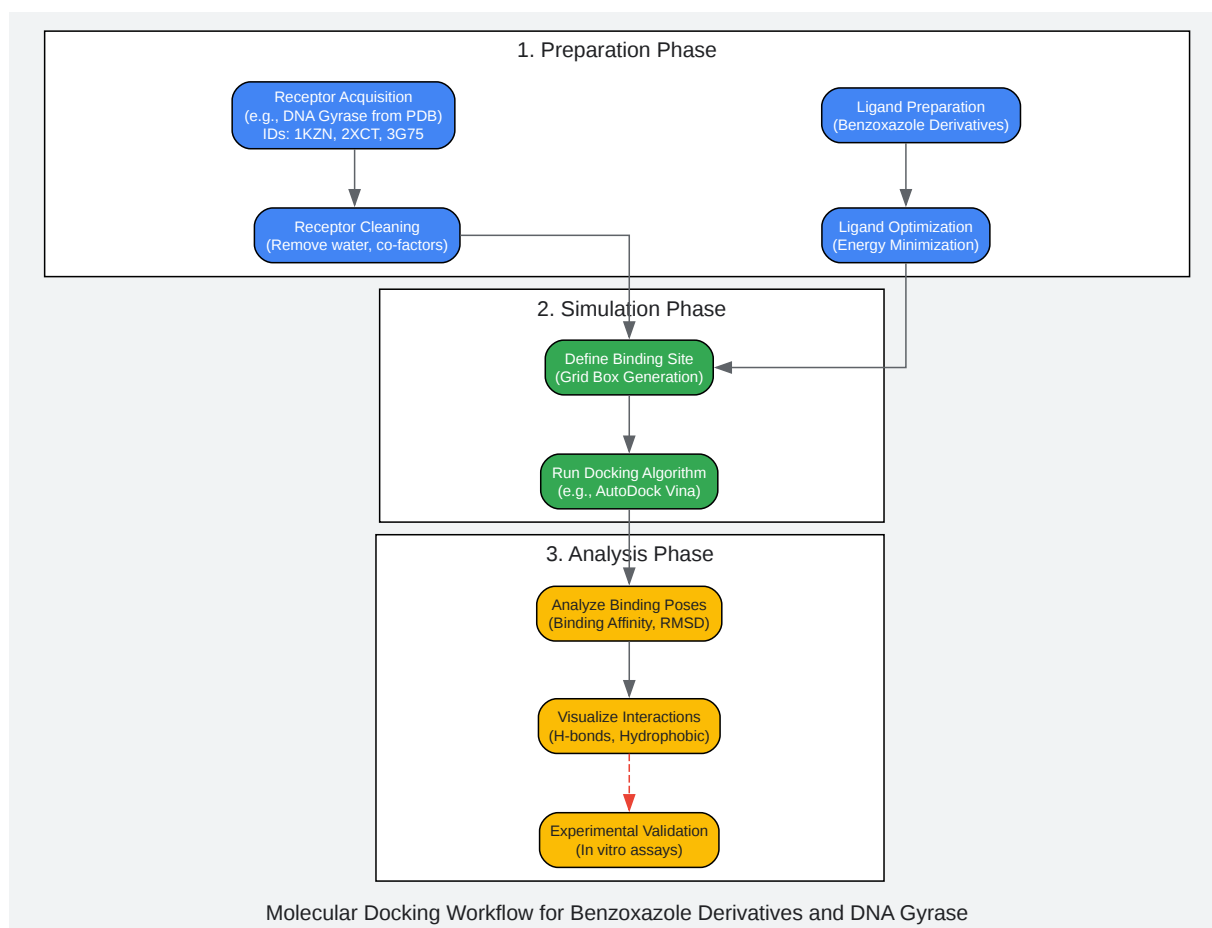 1. Preparation Phase
Receptor Acquisition
(e.g., DNA Gyrase from PDB)
IDs: 1KZN, 2XCT, 3G75
Ligand Preparation
(Benzoxazole Derivatives)
Receptor Cleaning
(Remove water, co-factors)
Ligand Optimization
(Energy Minimization)
2. Simulation Phase
Define Binding Site
(Grid Box Generation)
Run Docking Algorithm
(e.g., AutoDock Vina)
3. Analysis Phase
Analyze Binding Poses
(Binding Affinity, RMSD)
Visualize Interactions
(H-bonds, Hydrophobic)
Experimental Validation
(In vitro assays)
Molecular Docking Workflow for Benzoxazole Derivatives and DNA Gyrase